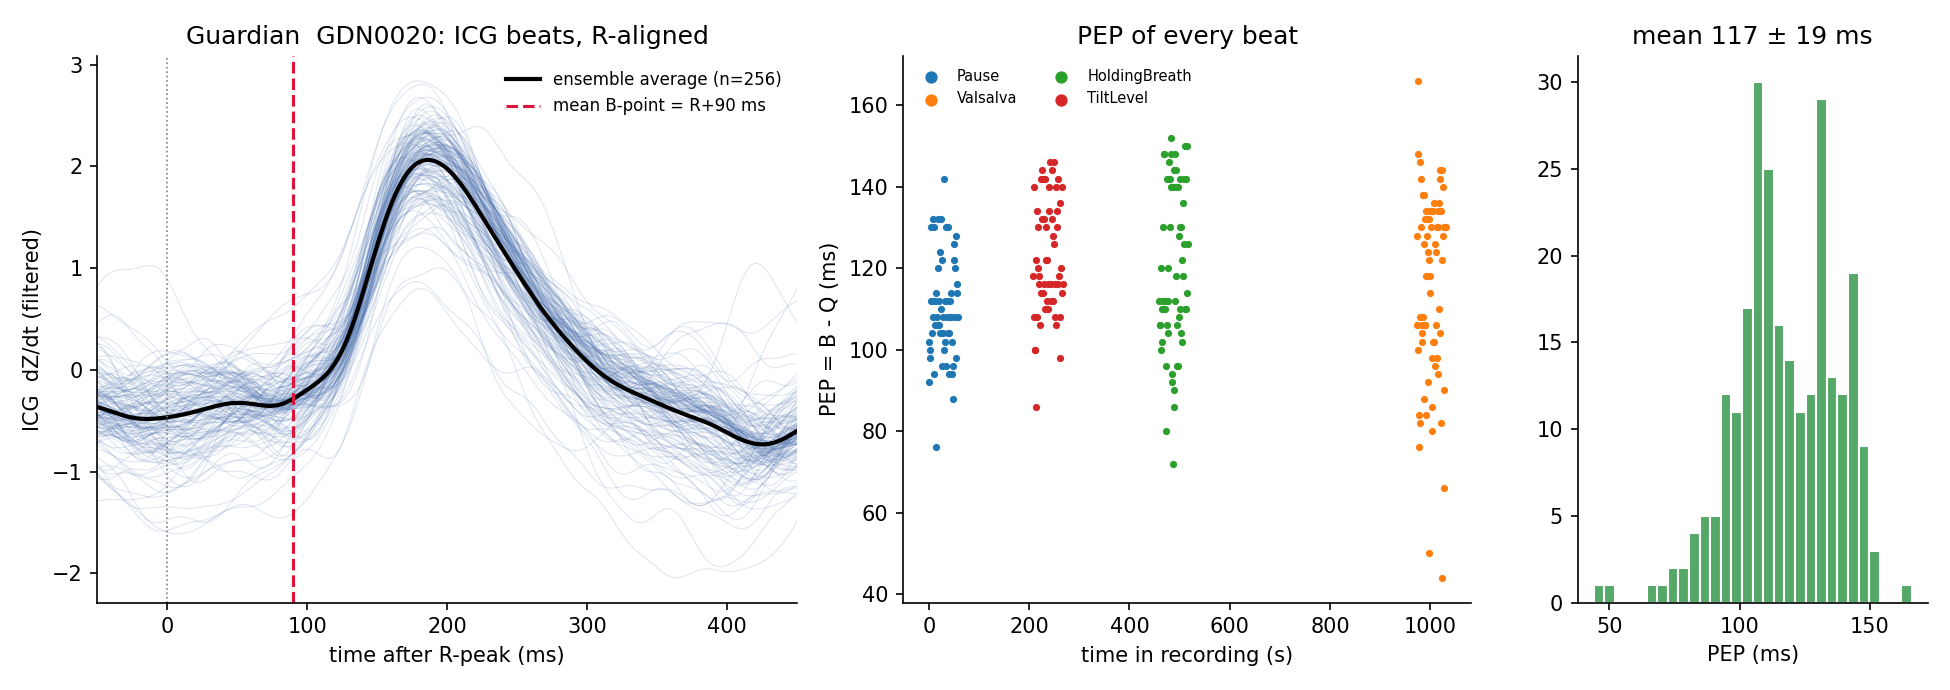 Guardian  GDN0020: ICG beats, R-aligned
ensemble average (n=256)
mean B-point = R+90 ms
3
2
1
0
−1
−2
ICG  dZ/dt (filtered)
0
100
200
300
400
time after R-peak (ms)
PEP of every beat
Pause
Valsalva
HoldingBreath
TiltLevel
160
140
120
100
80
60
40
PEP = B - Q (ms)
0
200
400
600
800
1000
time in recording (s)
mean 117 ± 19 ms
30
25
20
15
10
5
0
50
100
150
PEP (ms)